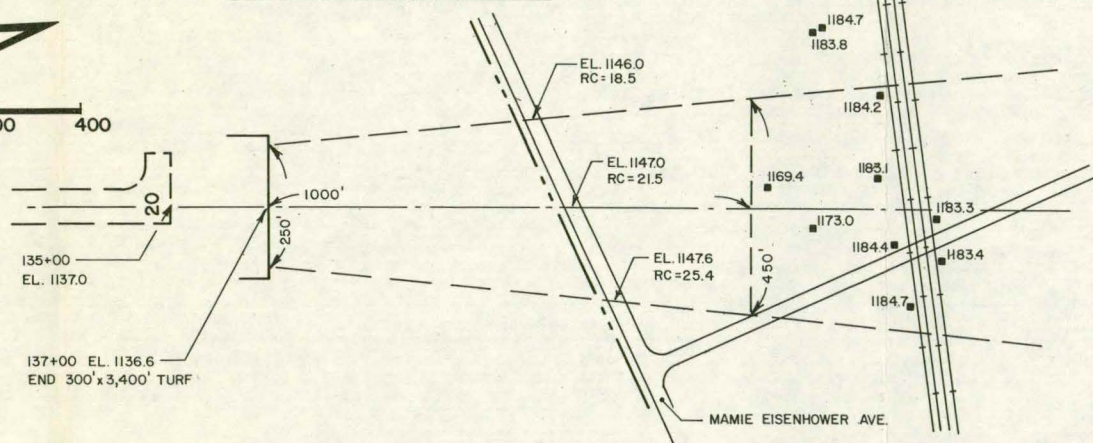 400
20
135+00
EL. 1137.0
137+00 EL. 1136.6
END 300'x3,400' TURF
1000'
250'
EL. 1146.0
RC=18.5
EL. 1147.0
RC=21.5
EL. 1147.6
RC=25.4
450'
MAMIE EISENHOWER AVE.
1184.7
1183.8
1184.2
1183.1
1169.4
1183.3
1173.0
1184.4
1183.4
1184.7